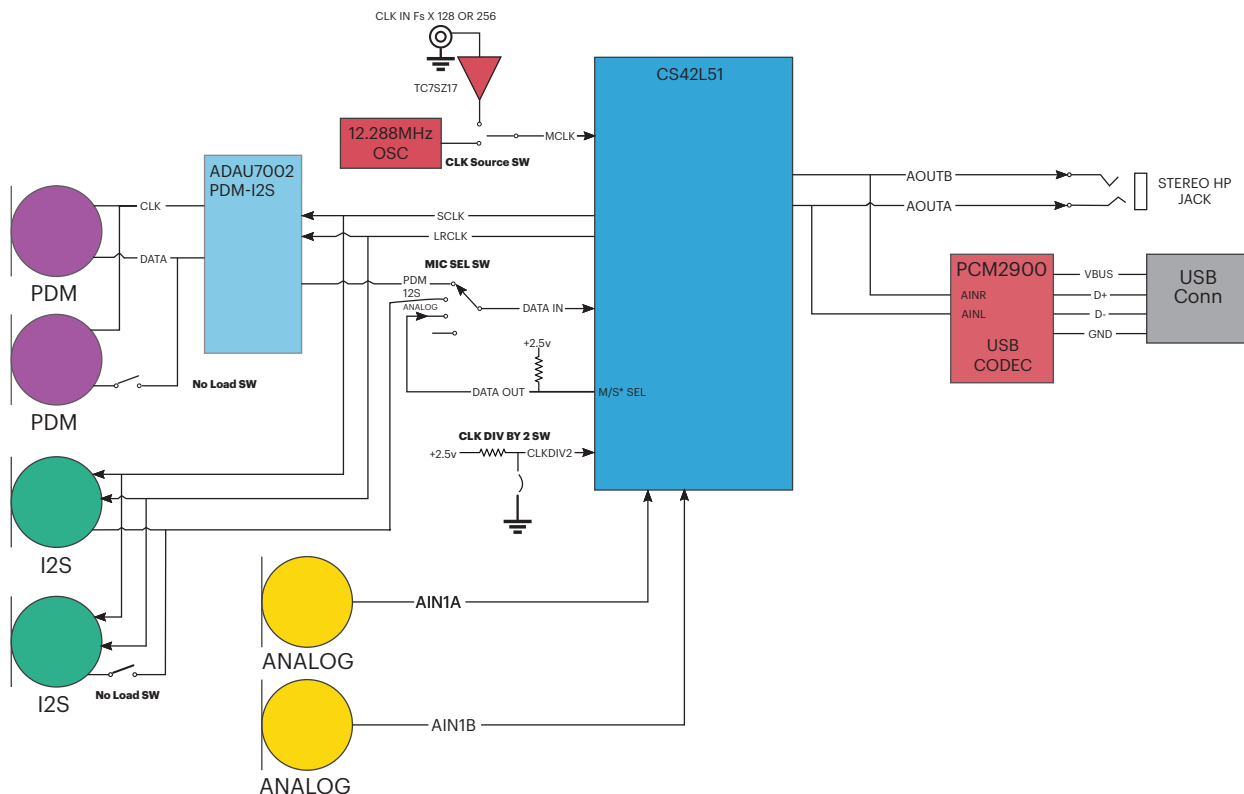 CLK IN Fs X 128 OR 256
TC7SZ17
12.288MHz
OSC
CLK Source SW
MCLK
CS42L51
ADAU7002
PDM-I2S
CLK
DATA
PDM
PDM
No Load SW
SCLK
LRCLK
MIC SEL SW
PDM
12S
ANALOG
DATA IN
+2.5v
DATA OUT
M/S* SEL
CLK DIV BY 2 SW
+2.5v
CLKDIV2
AOUTB
AOUTA
STEREO HP
JACK
PCM2900
AINR
AINL
USB
CODEC
VBUS
D+
D-
GND
USB
Conn
I2S
I2S
No Load SW
AIN1A
ANALOG
AIN1B
ANALOG